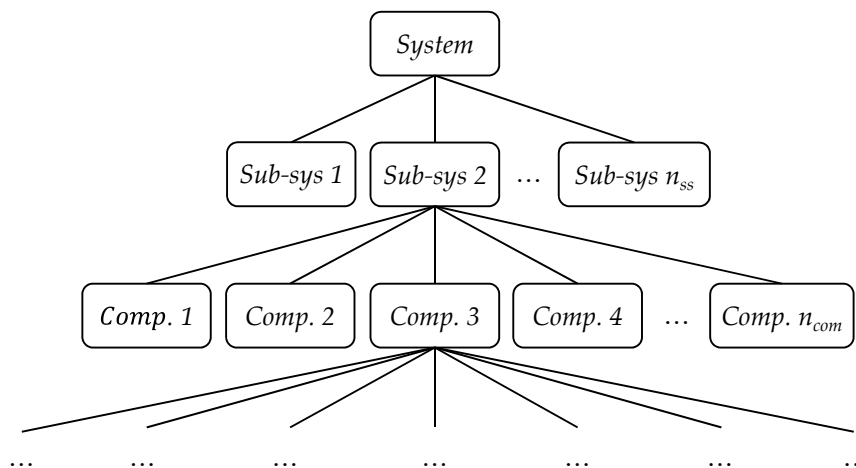 System
Sub-sys 1 Sub-sys 2 … Sub-sys nss
Comp. 1 Comp. 2 Comp. 3 Comp. 4 … Comp. ncom
… … … … … … …